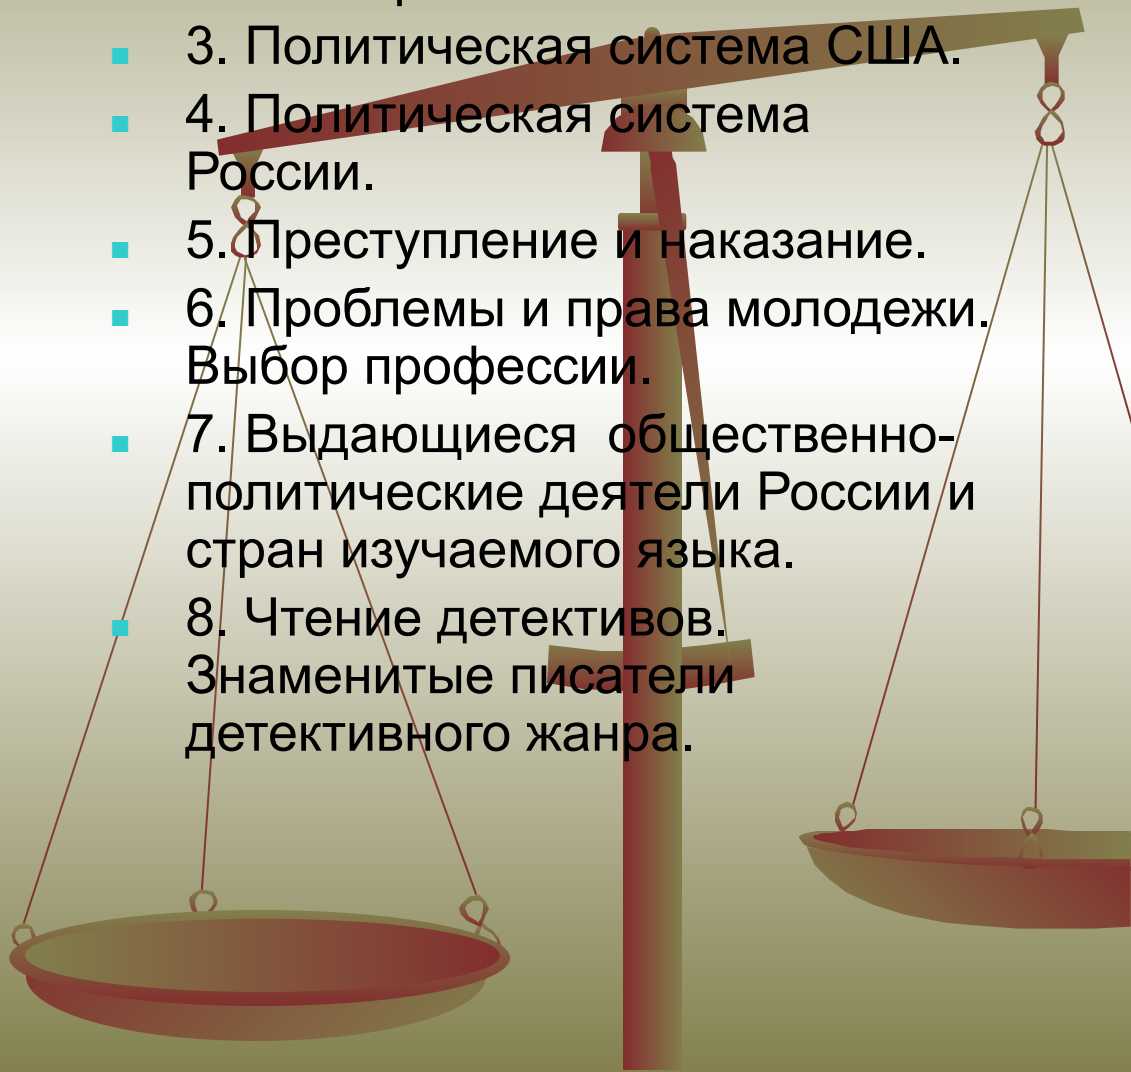 3. Политическая система США.
4. Политическая система
России.
5. Преступление и наказание.
6. Проблемы и права молодежи.
Выбор профессии.
7. Выдающиеся общественно-
политические деятели России и
стран изучаемого языка.
8. Чтение детективов.
Знаменитые писатели
детективного жанра.